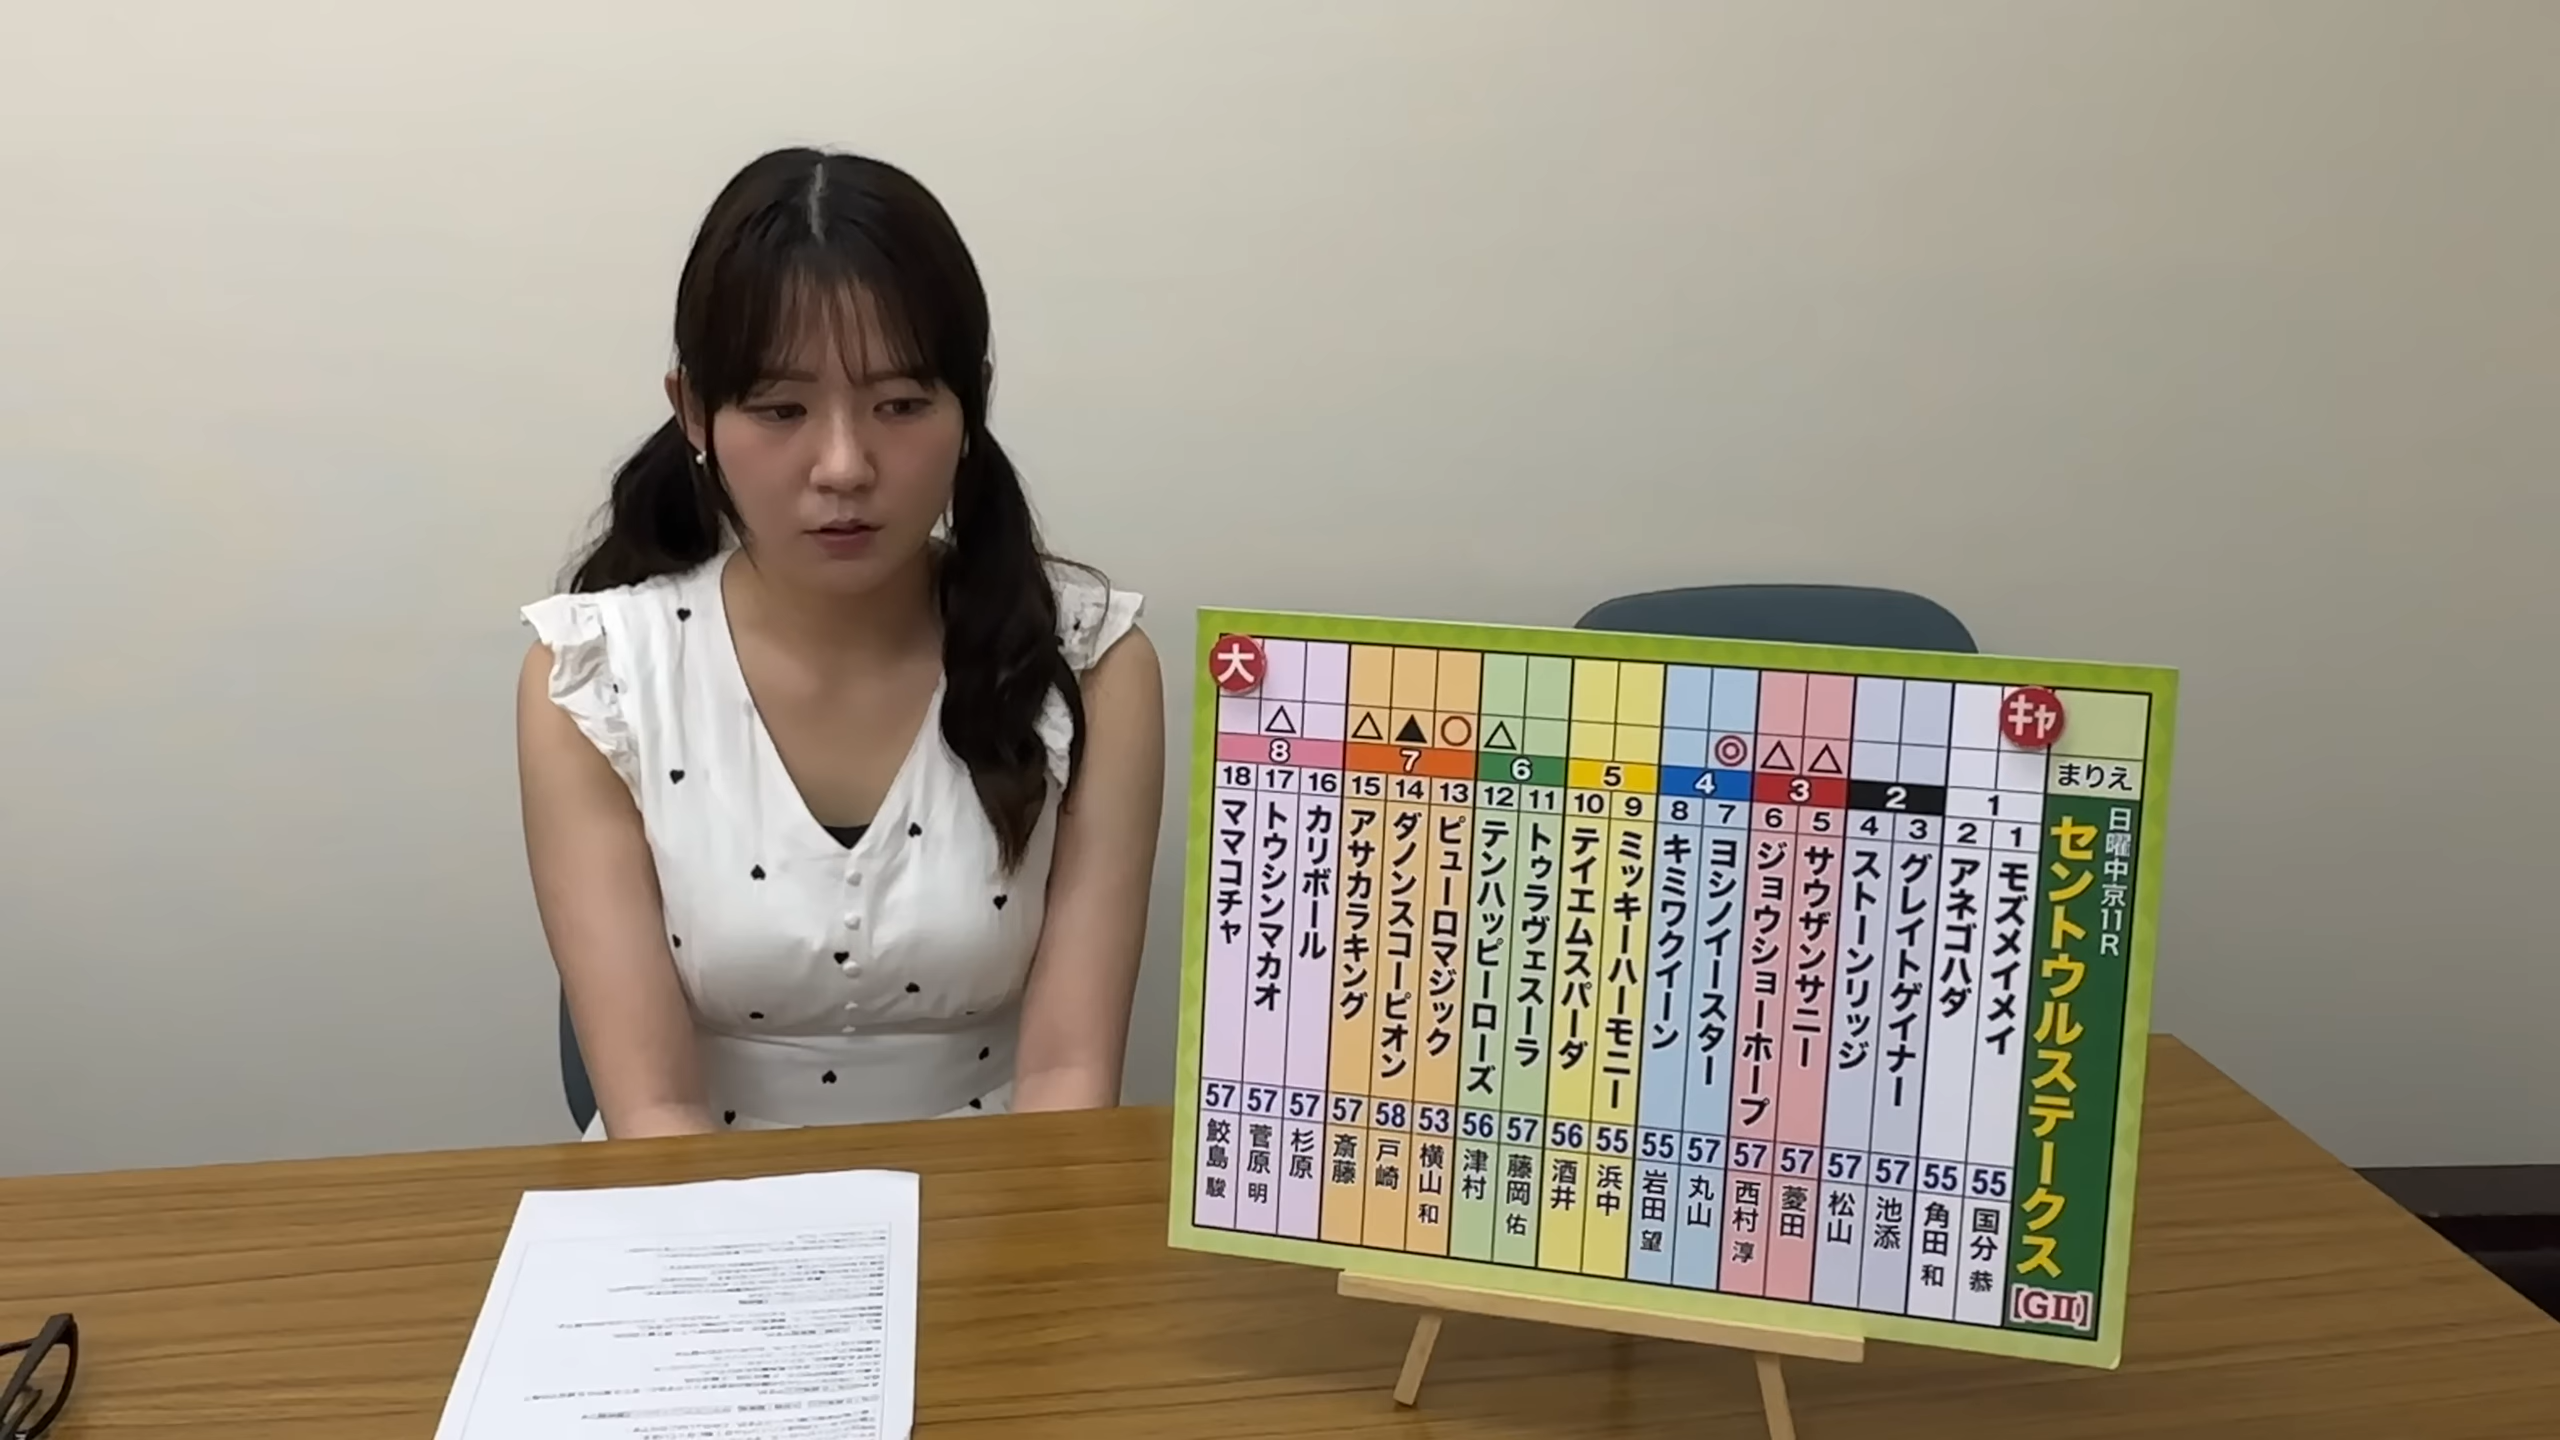 日曜中京11R
セントウルステークス
[GⅡ]
まりえ
キャ
大
1
1 モズメイメイ 55 国分 恭
2 アネゴハダ 55 角田 和
2
3 グレイトゲイナー 57 池添
4 ストーンリッジ 57 松山
3
△ 5 サウザンサニー 57 菱田
△ 6 ジョウショーホープ 57 西村 淳
4
◎ 7 ヨシノイースター 57 丸山
8 キミワクイーン 55 岩田 望
5
9 ミッキーハーモニー 55 浜中
10 テイエムスパーダ 56 酒井
6
11 トゥラヴェスーラ 57 藤岡 佑
△ 12 テンハッピーローズ 56 津村
7
○ 13 ピューロマジック 53 横山 和
▲ 14 ダノンスコーピオン 58 戸崎
△ 15 アサカラキング 57 斎藤
8
16 カリボール 57 杉原
△ 17 トウシンマカオ 57 菅原 明
18 ママコチャ 57 鮫島 駿